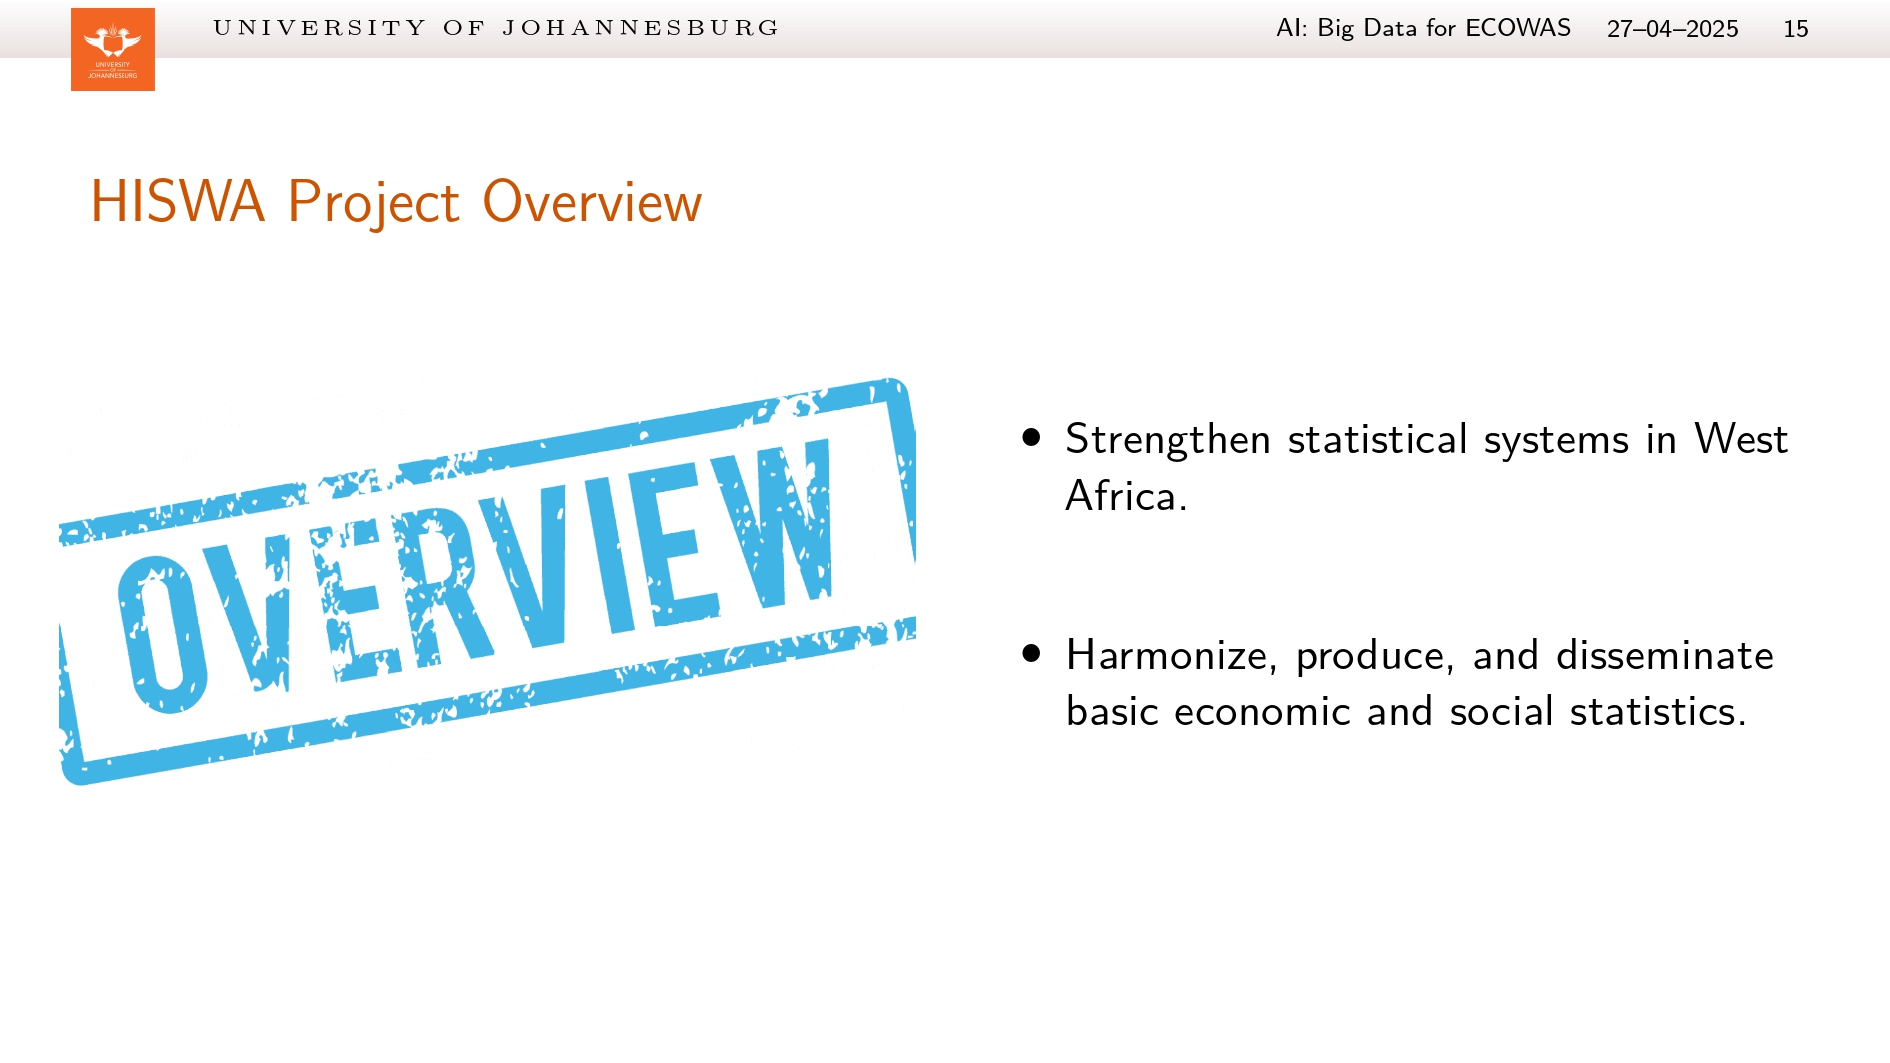 UNIVERSITY OF JOHANNESBURG
AI: Big Data for ECOWAS 27–04–2025 15
UNIVERSITY
OF
JOHANNESBURG
HISWA Project Overview
OVERVIEW
• Strengthen statistical systems in West
Africa.
• Harmonize, produce, and disseminate
basic economic and social statistics.